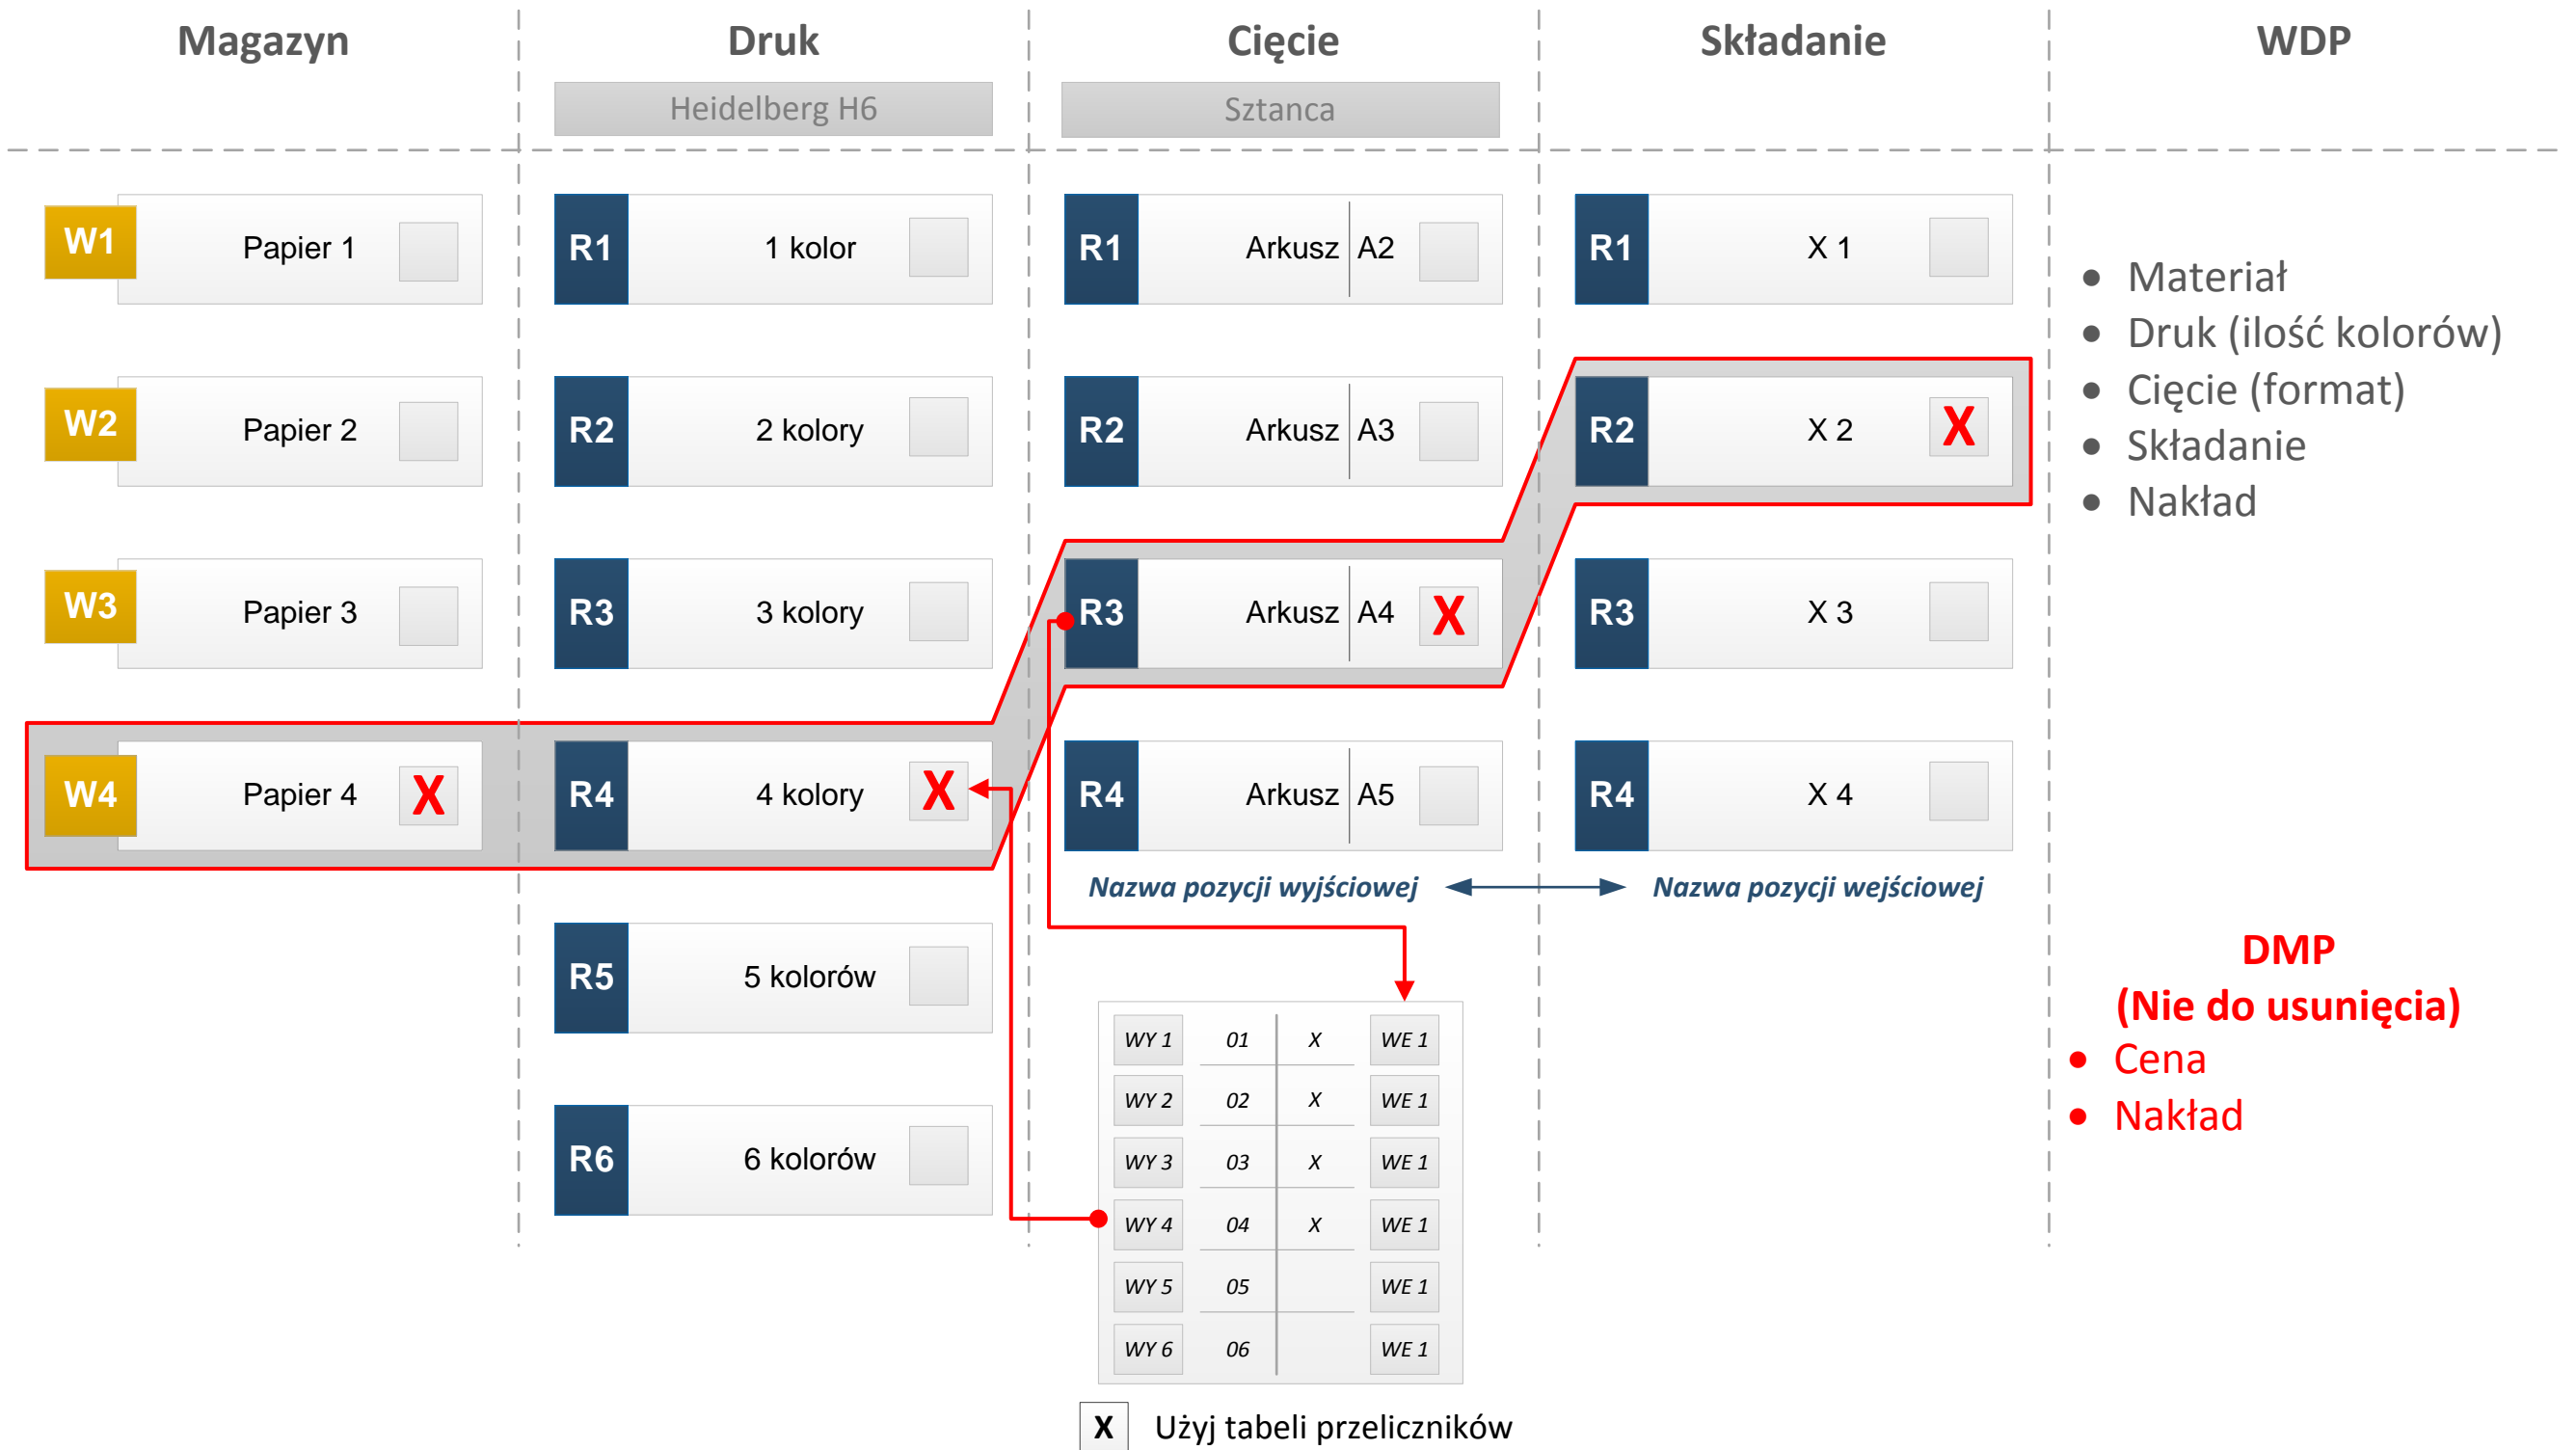 Magazyn
Druk
Cięcie
Składanie
WDP
Heidelberg H6
Sztanca
W1 Papier 1
R1 1 kolor
R1 Arkusz A2
R1 X 1
W2 Papier 2
R2 2 kolory
R2 Arkusz A3
R2 X 2 X
W3 Papier 3
R3 3 kolory
R3 Arkusz A4 X
R3 X 3
W4 Papier 4 X
R4 4 kolory X
R4 Arkusz A5
R4 X 4
R5 5 kolorów
R6 6 kolorów
Nazwa pozycji wyjściowej
Nazwa pozycji wejściowej
• Materiał
• Druk (ilość kolorów)
• Cięcie (format)
• Składanie
• Nakład
DMP
(Nie do usunięcia)
• Cena
• Nakład
WY 1 01 X WE 1
WY 2 02 X WE 1
WY 3 03 X WE 1
WY 4 04 X WE 1
WY 5 05 WE 1
WY 6 06 WE 1
X Użyj tabeli przeliczników